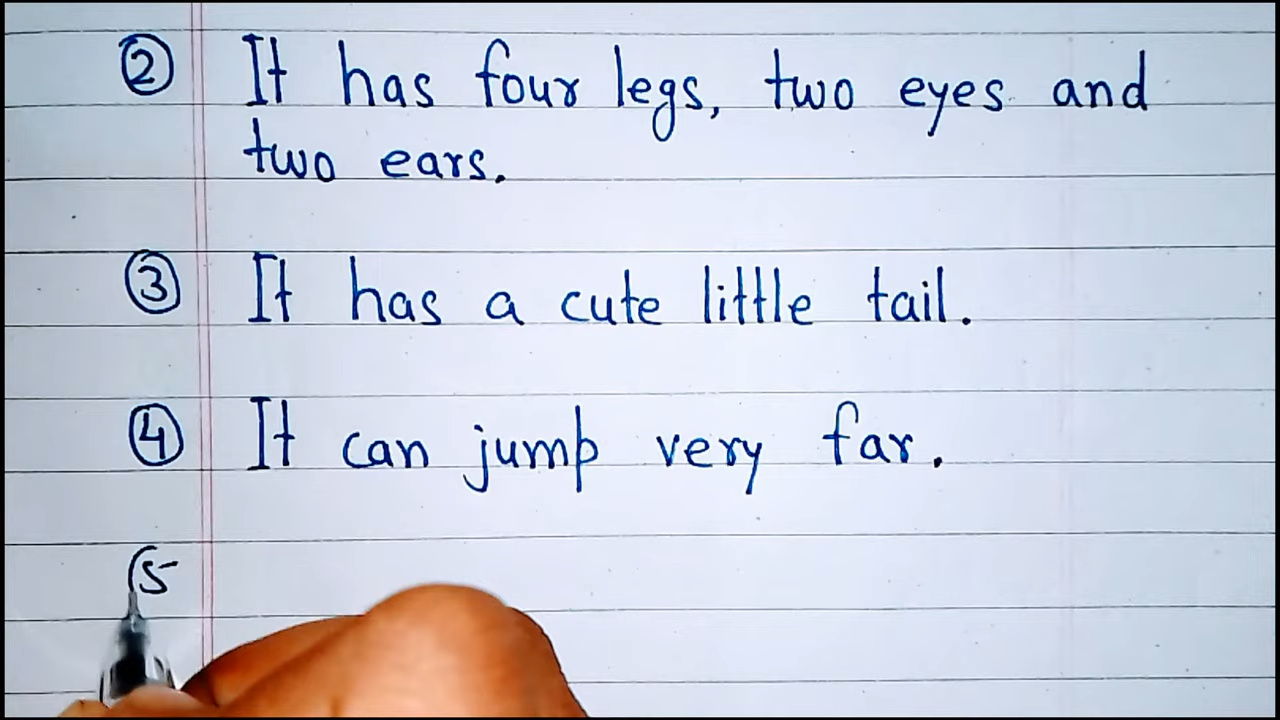 ② It has four legs, two eyes and
two ears.
③ It has a cute little tail.
④ It can jump very far.
5